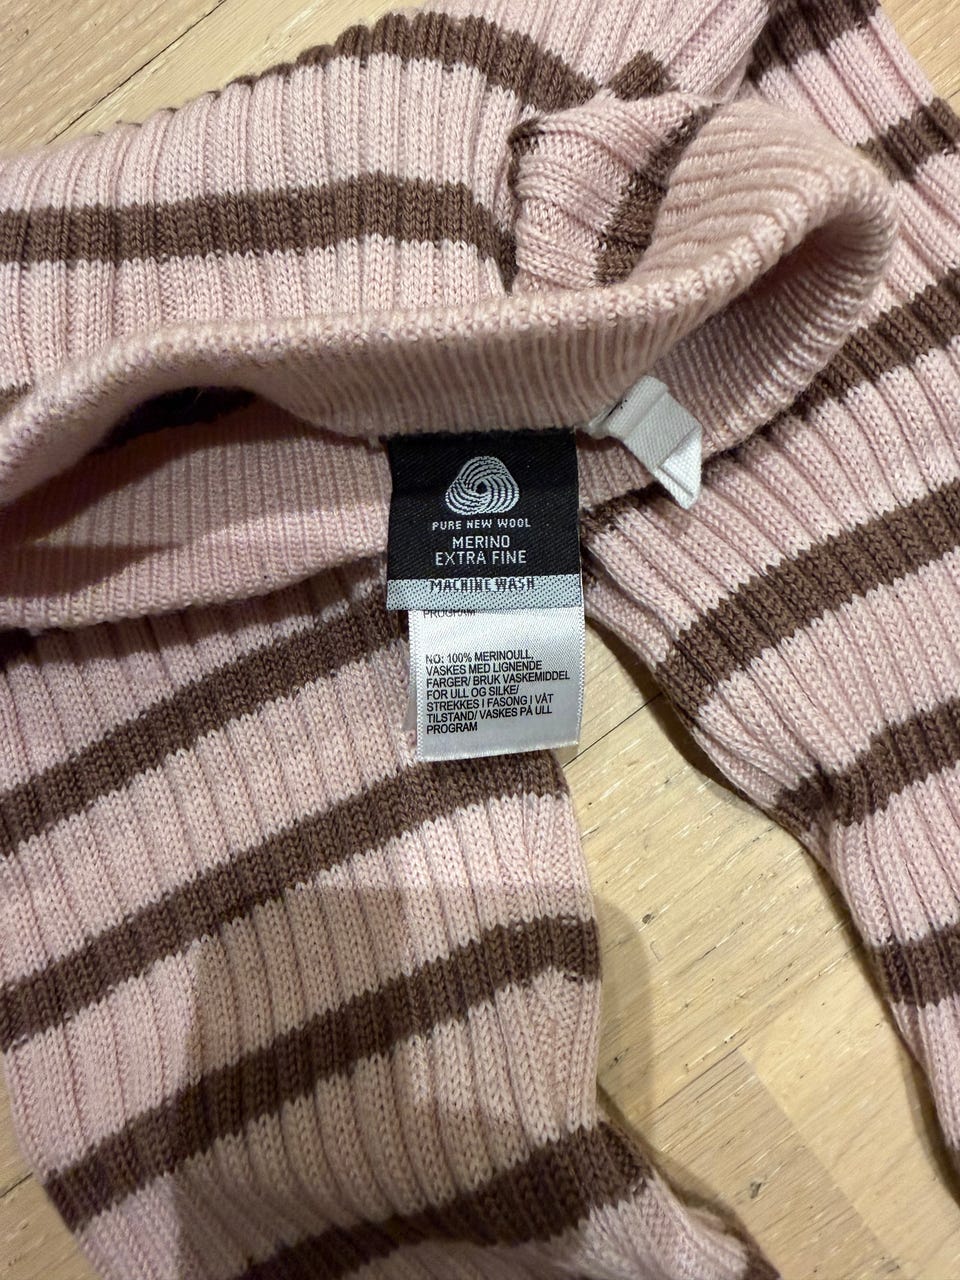 PURE NEW WOOL
MERINO
EXTRA FINE
MACHINE WASH
PROGRAM
NO: 100% MERINOULL,
VASKES MED LIGNENDE
FARGER/ BRUK VASKEMIDDEL
FOR ULL OG SILKE/
STREKKES I FASONG I VÅT
TILSTAND/ VASKES PÅ ULL
PROGRAM